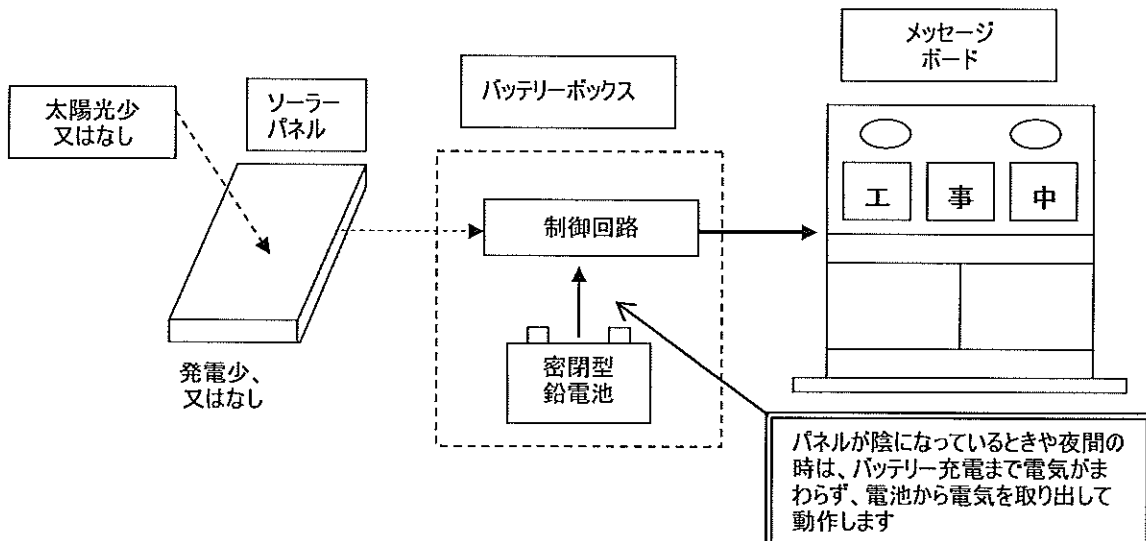 メッセージ
ボード
バッテリーボックス
ソーラー
パネル
太陽光少
又はなし
工 事 中
制御回路
密閉型
鉛電池
発電少、
又はなし
パネルが陰になっているときや夜間の
時は、バッテリー充電まで電気がま
わらず、電池から電気を取り出して
動作します